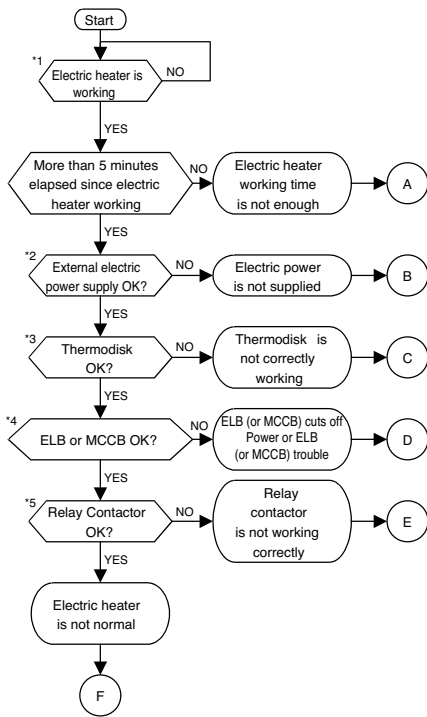 Start
*1
Electric heater is
working
NO
YES
More than 5 minutes
elapsed since electric
heater working
NO
Electric heater
working time
is not enough
A
YES
*2
External electric
power supply OK?
NO
Electric power
is not supplied
B
YES
*3
Thermodisk
OK?
NO
Thermodisk is
not correctly
working
C
YES
*4
ELB or MCCB OK?
NO
ELB (or MCCB) cuts off
Power or ELB
(or MCCB) trouble
D
YES
*5
Relay Contactor
OK?
NO
Relay
contactor
is not working
correctly
E
YES
Electric heater
is not normal
F